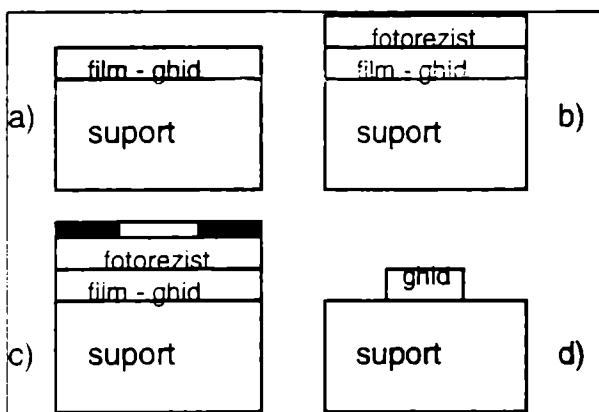 a)
film - ghid
suport
fotorezist
film - ghid
suport
b)
c)
fotorezist
film - ghid
suport
ghid
suport
d)